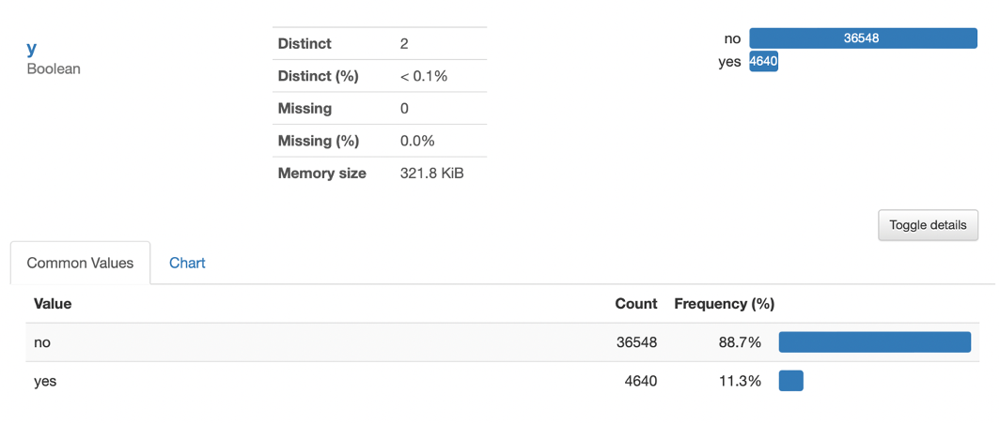 y
Boolean
Distinct 2
Distinct (%) < 0.1%
Missing 0
Missing (%) 0.0%
Memory size 321.8 KiB
no 36548
yes 4640
Toggle details
Common Values Chart
Value Count Frequency (%)
no 36548 88.7%
yes 4640 11.3%